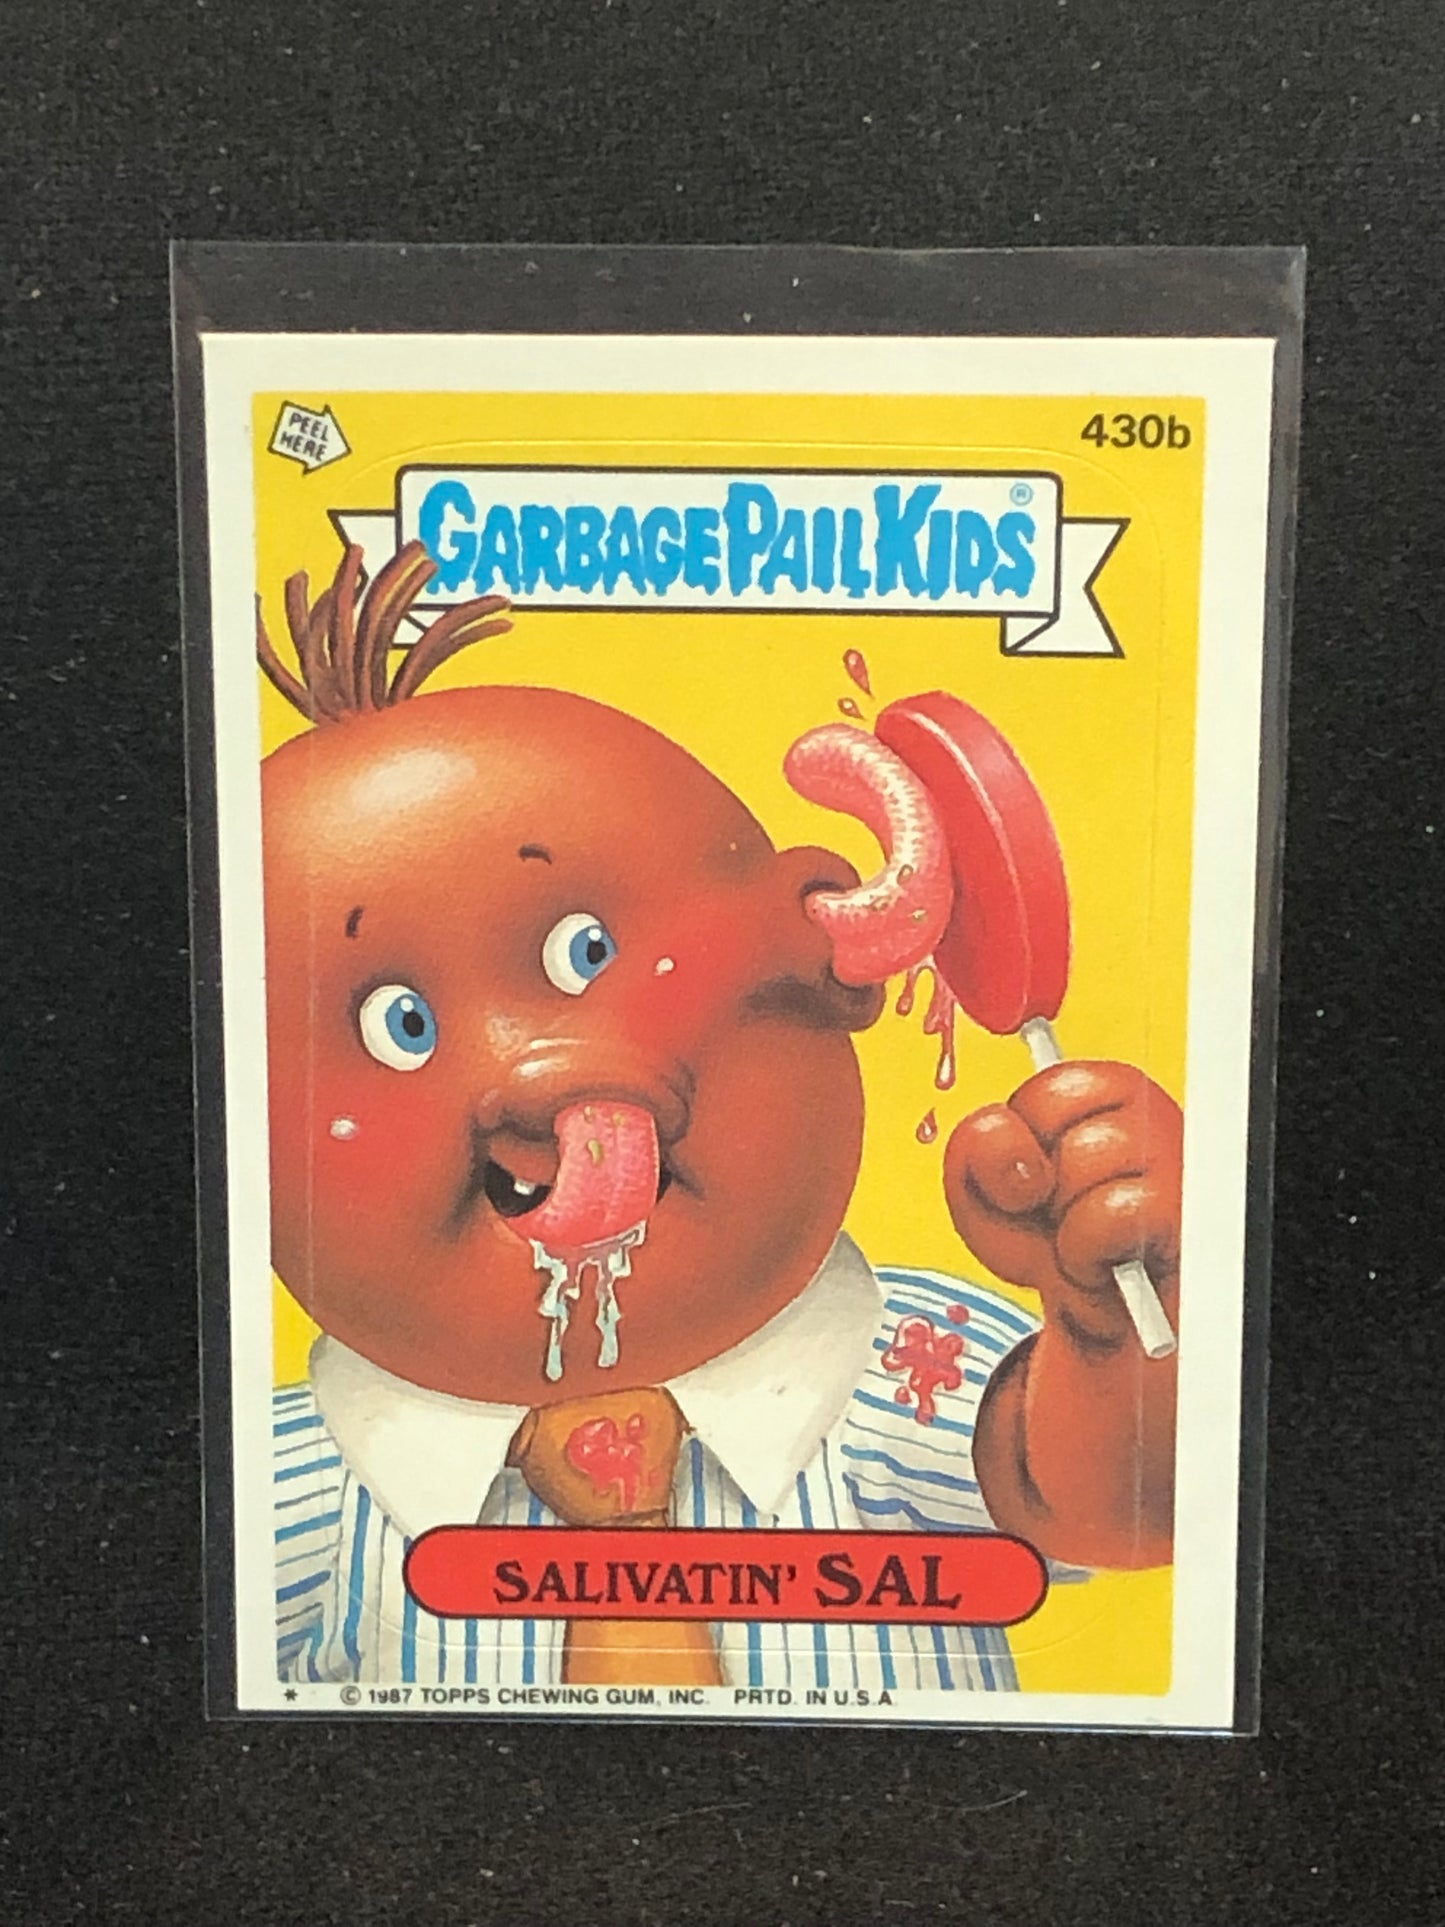 PEEL
HERE
430b
GARBAGE PAIL KIDS®
SALIVATIN' SAL
* © 1987 TOPPS CHEWING GUM, INC. PRTD. IN U.S.A.